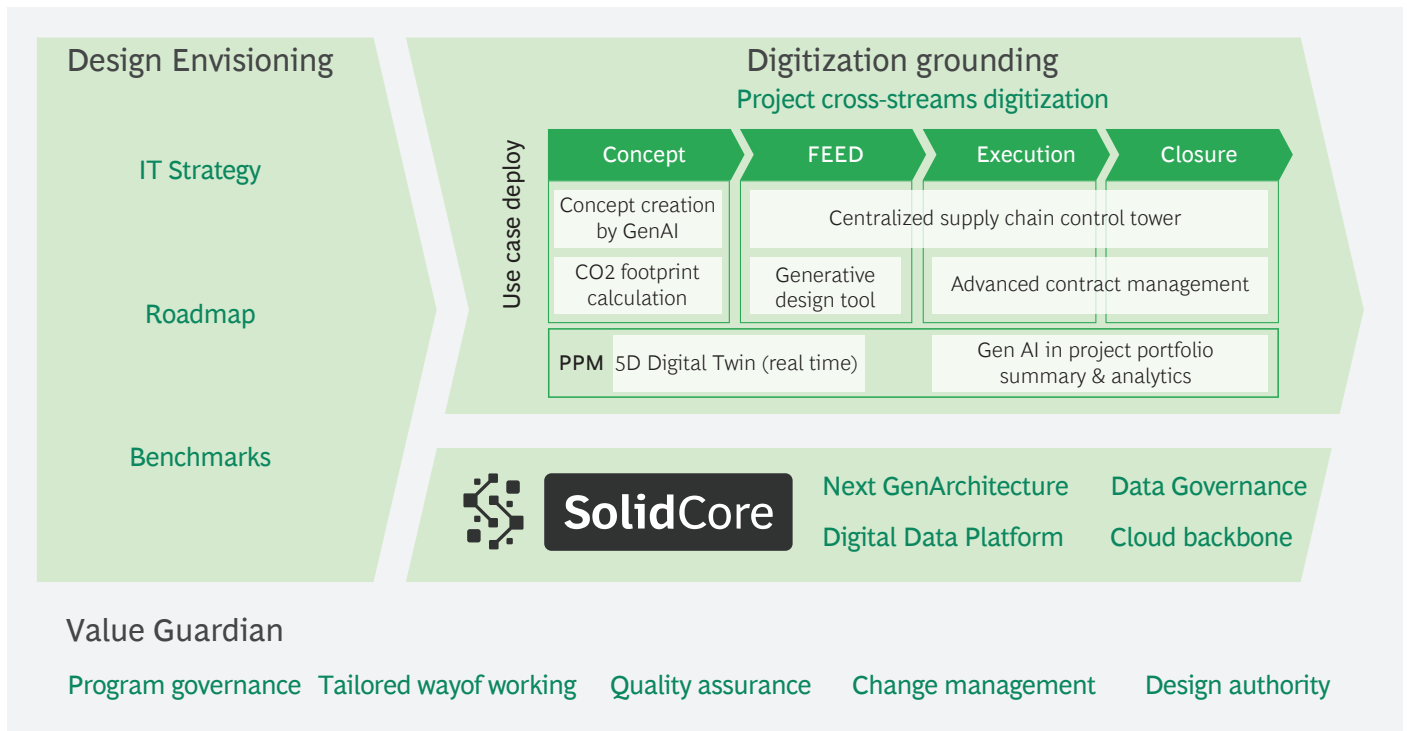 Design Envisioning
IT Strategy
Roadmap
Benchmarks
Digitization grounding
Project cross-streams digitization
Use case deploy
Concept
FEED
Execution
Closure
Concept creation
by GenAI
Centralized supply chain control tower
CO2 footprint
calculation
Generative
design tool
Advanced contract management
PPM
5D Digital Twin (real time)
Gen AI in project portfolio
summary & analytics
SolidCore
Next GenArchitecture
Data Governance
Digital Data Platform
Cloud backbone
Value Guardian
Program governance
Tailored wayof working
Quality assurance
Change management
Design authority